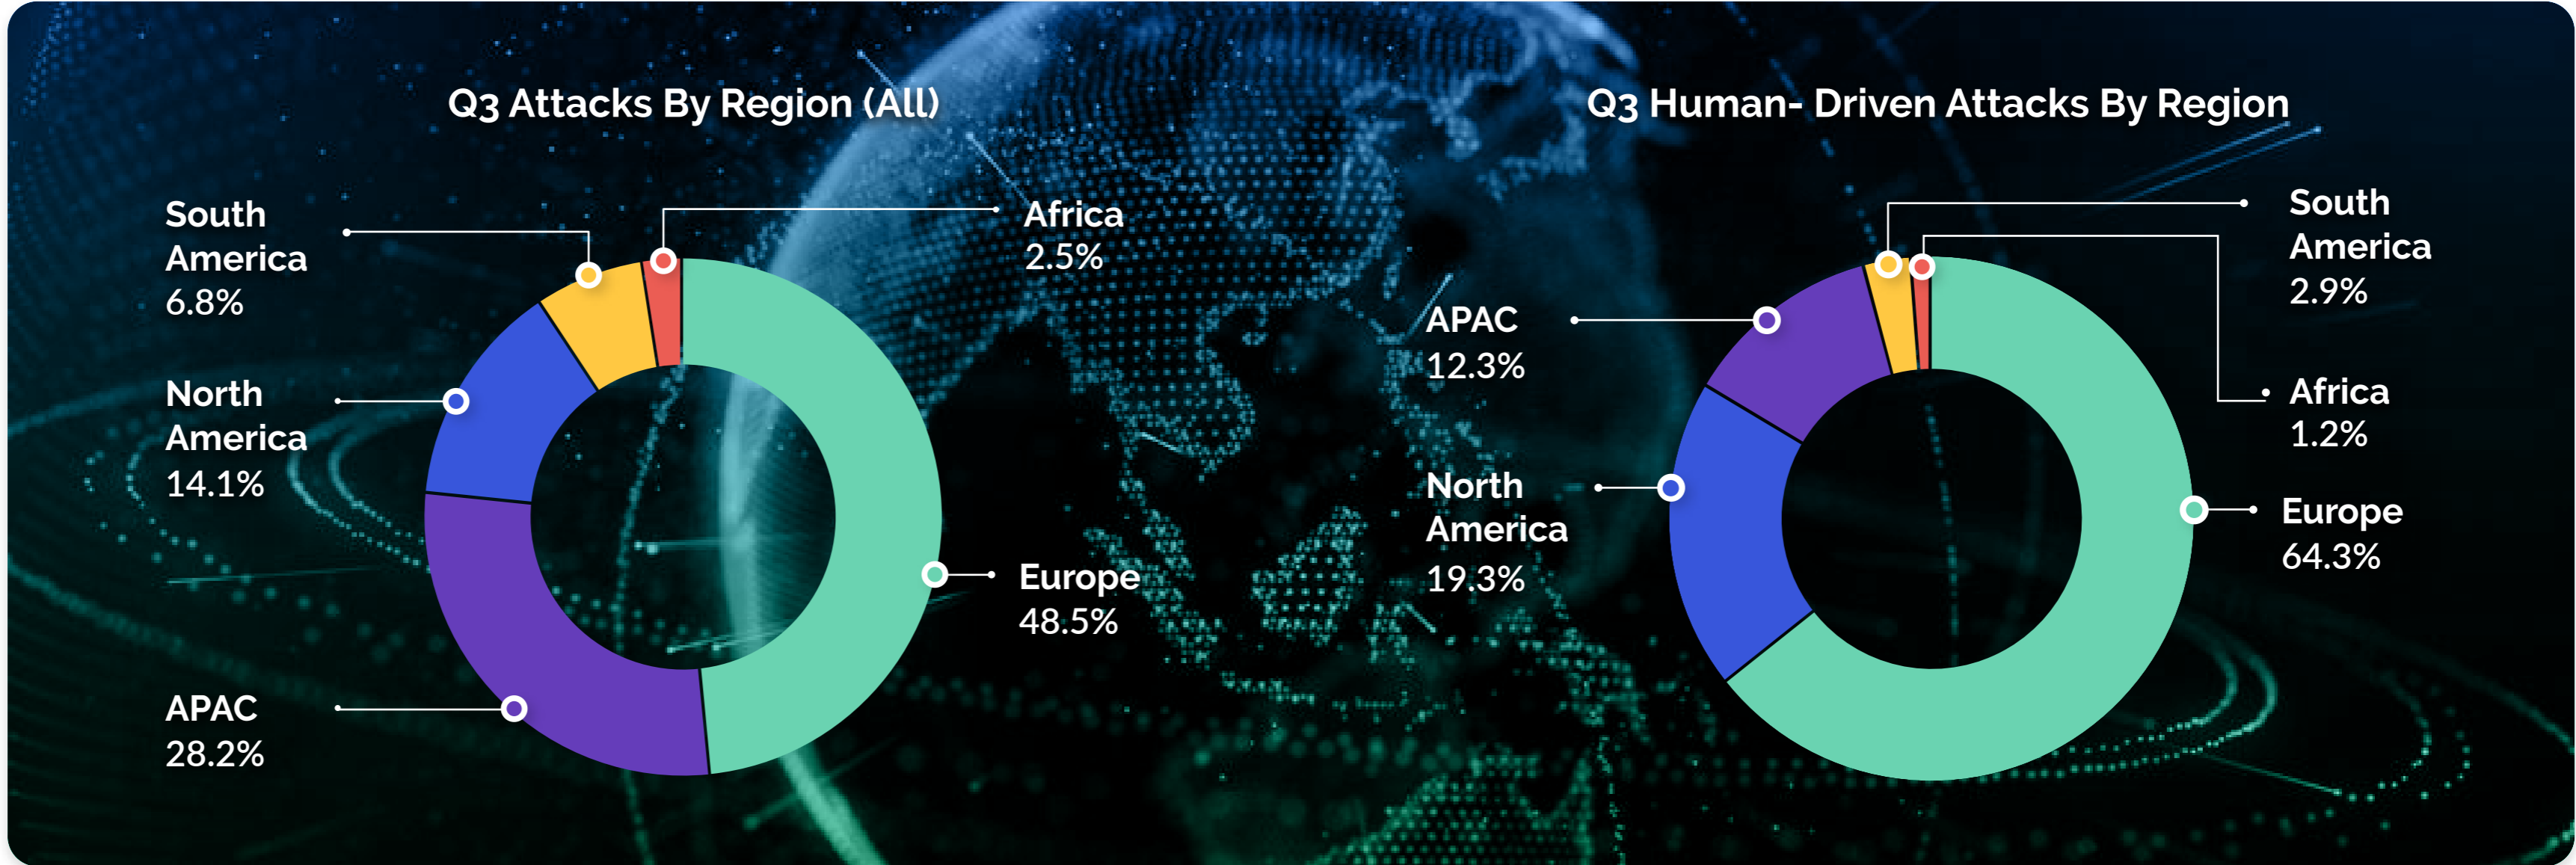 Q3 Attacks By Region (All)
South
America
6.8%
Africa
2.5%
North
America
14.1%
Europe
48.5%
APAC
28.2%
Q3 Human- Driven Attacks By Region
South
America
2.9%
APAC
12.3%
Africa
1.2%
North
America
19.3%
Europe
64.3%